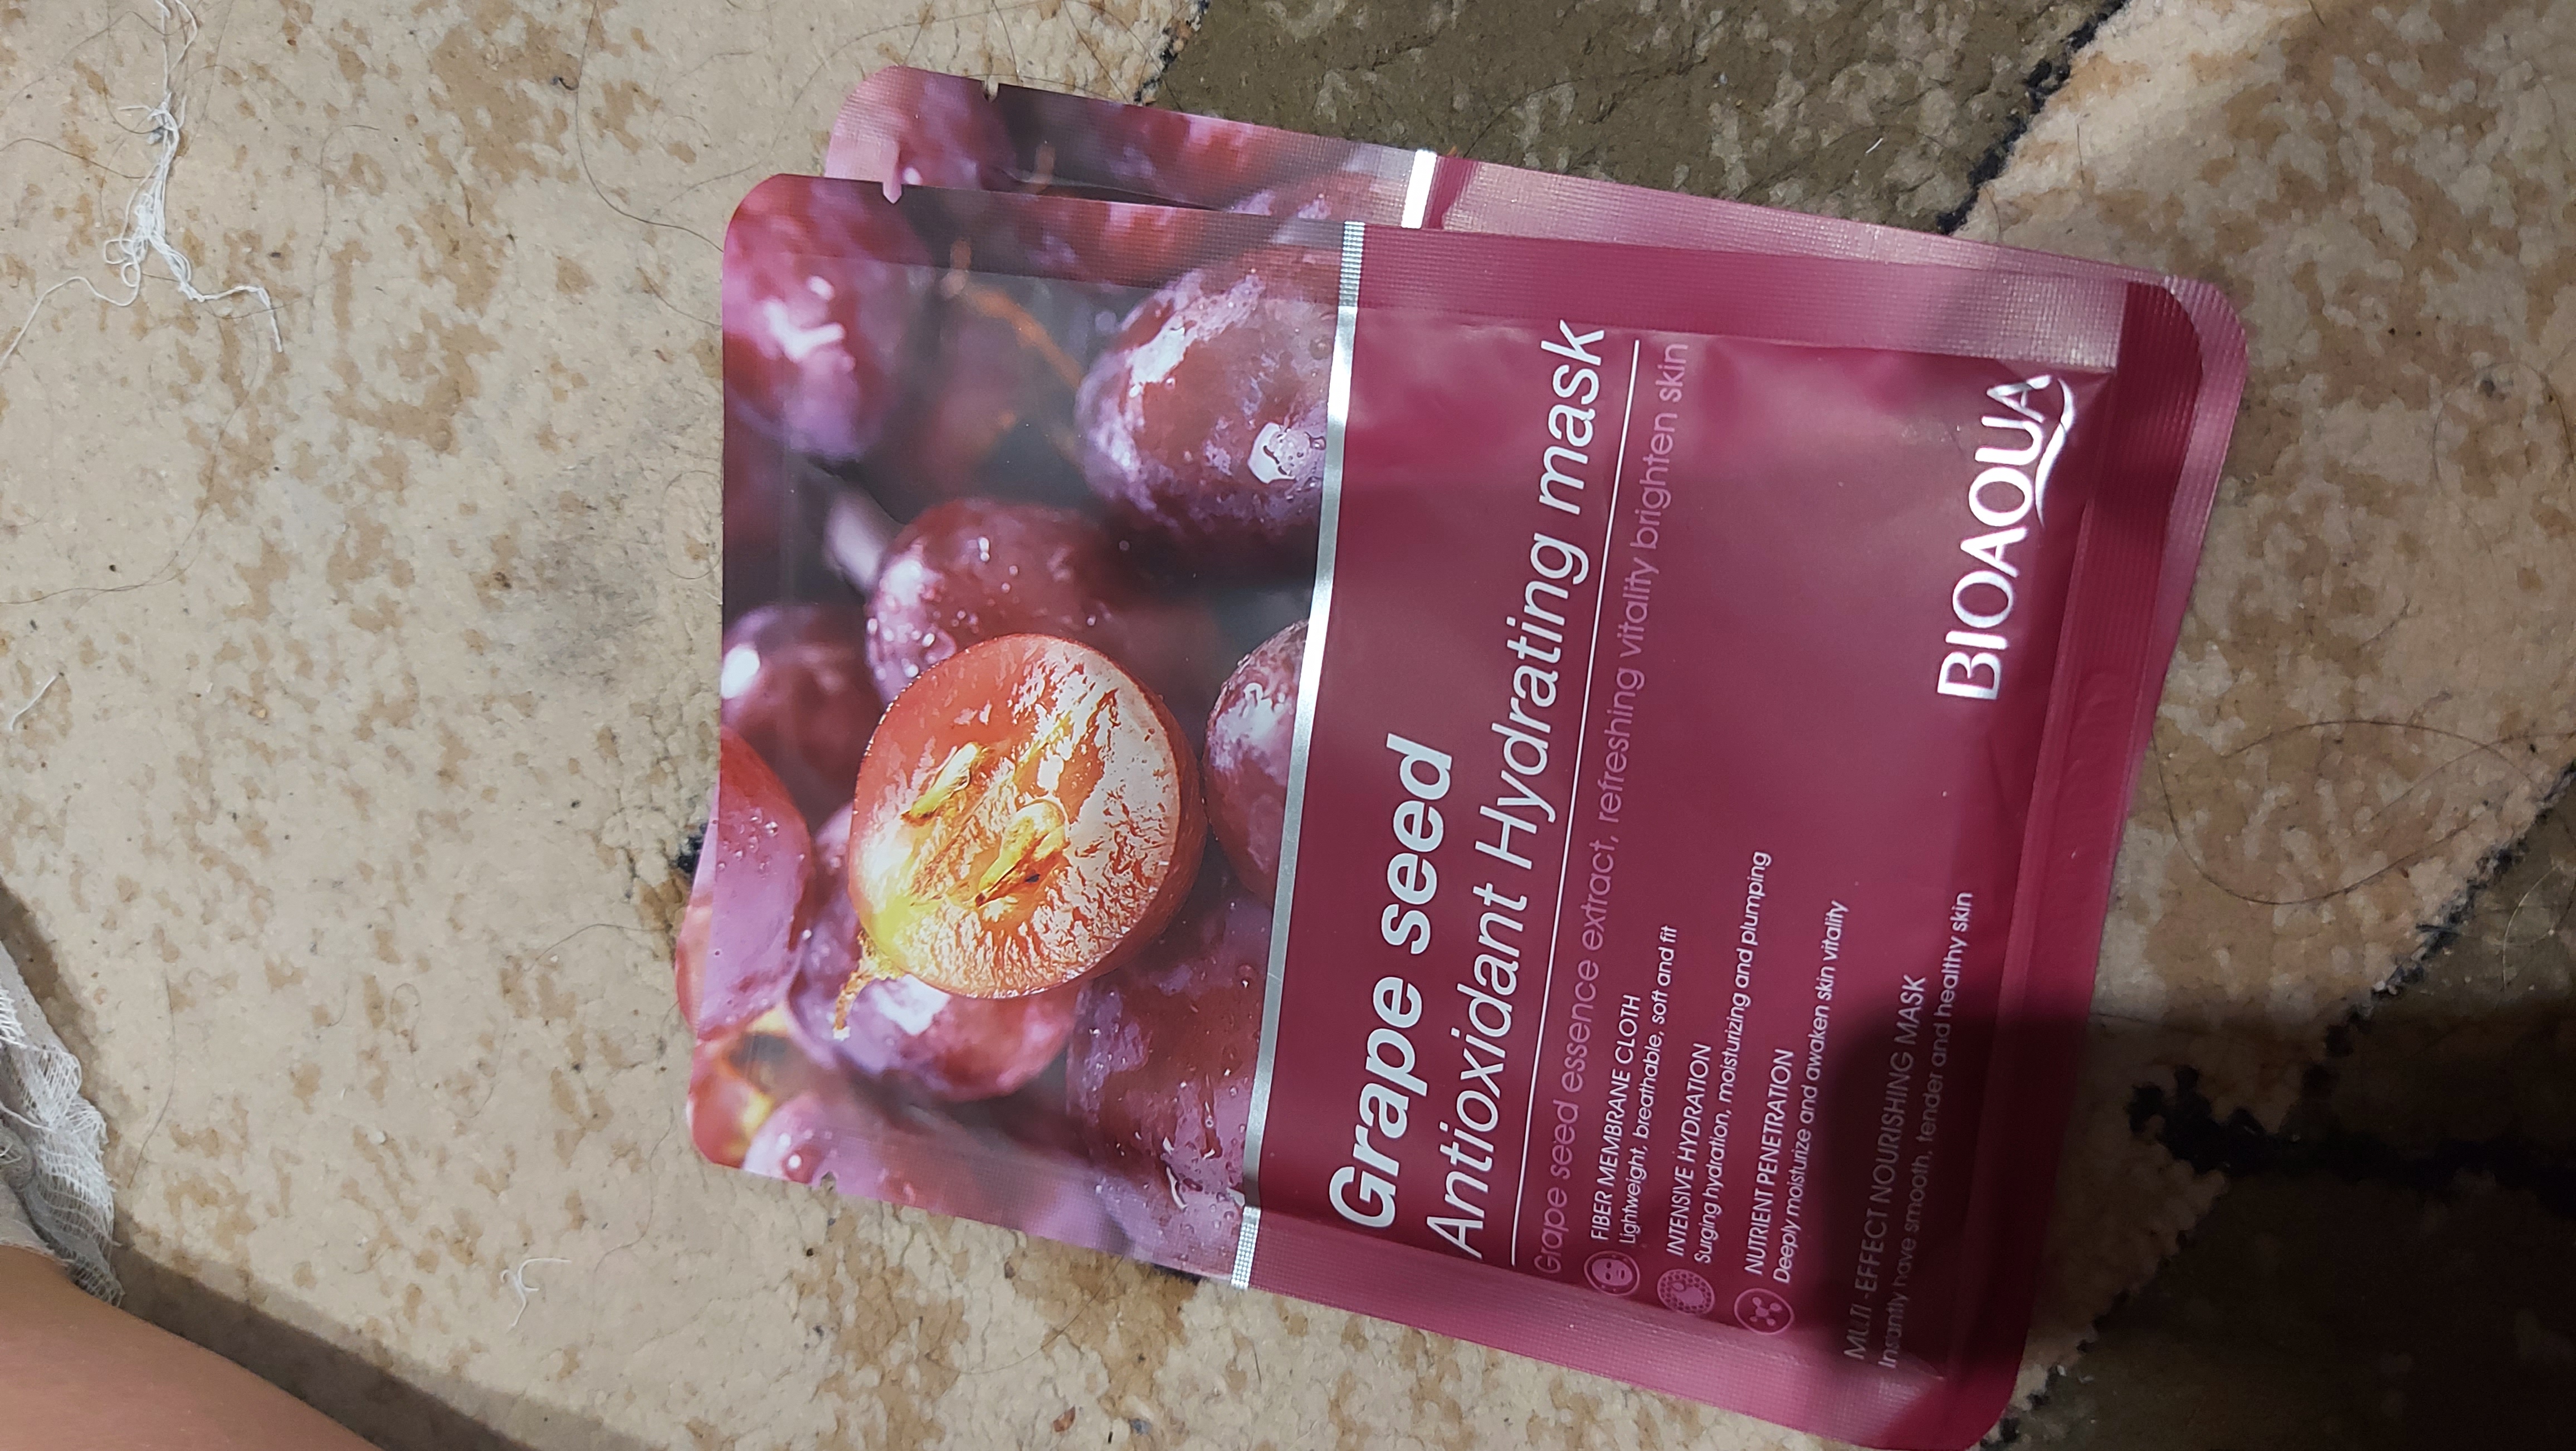 Grape seed
Antioxidant Hydrating mask
Grape seed essence extract, refreshing vitality brighten skin
FIBER MEMBRANE CLOTH
Lightweight, breathable, soft and fit
INTENSIVE HYDRATION
Surging hydration, moisturizing and plumping
NUTRIENT PENETRATION
Deeply moisturize and awaken skin vitality
MLTI -EFFECT NOURISHING MASK
Instantly have smooth, tender and healthy skin
BIOAQUA